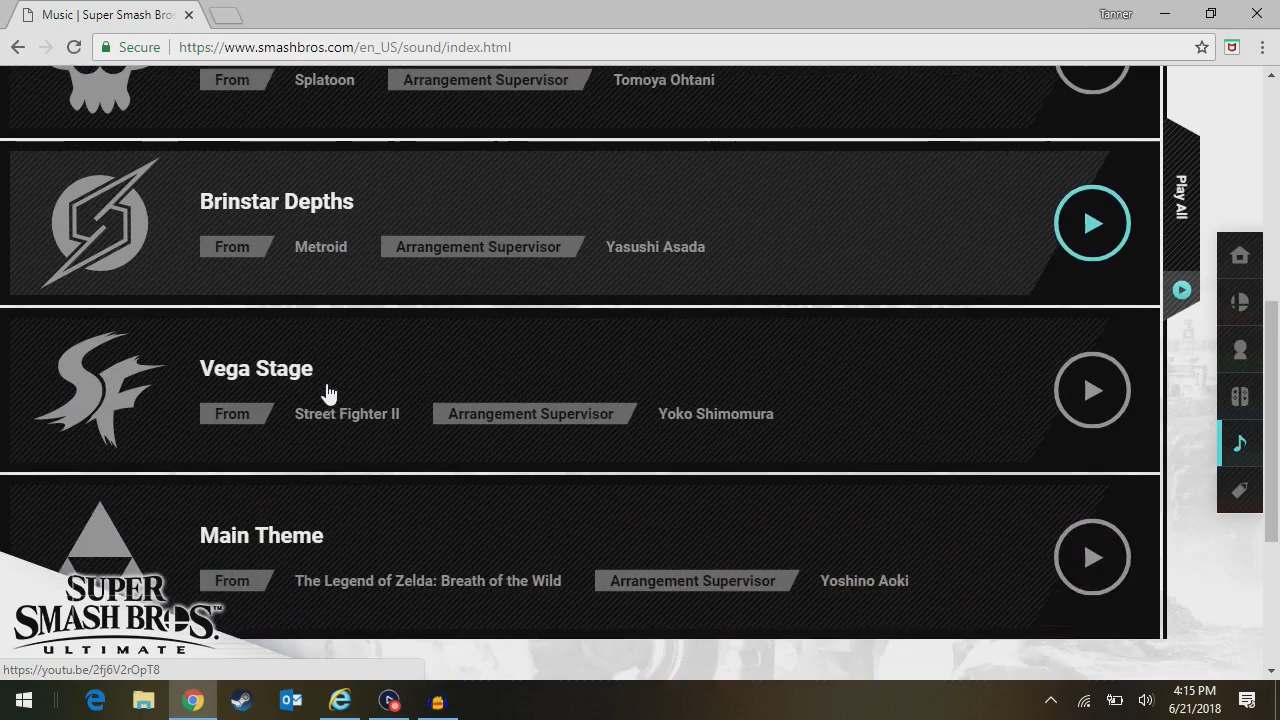 Music | Super Smash Bros
Tanner
Secure
https://www.smashbros.com/en_US/sound/index.html
From Splatoon Arrangement Supervisor Tomoya Ohtani
Brinstar Depths
From Metroid Arrangement Supervisor Yasushi Asada
Play All
Vega Stage
From Street Fighter II Arrangement Supervisor Yoko Shimomura
Main Theme
From The Legend of Zelda: Breath of the Wild Arrangement Supervisor Yoshino Aoki
SUPER
SMASH BROS.™
ULTIMATE
https://youtu.be/2fj6V2rOpT8
4:15 PM
6/21/2018